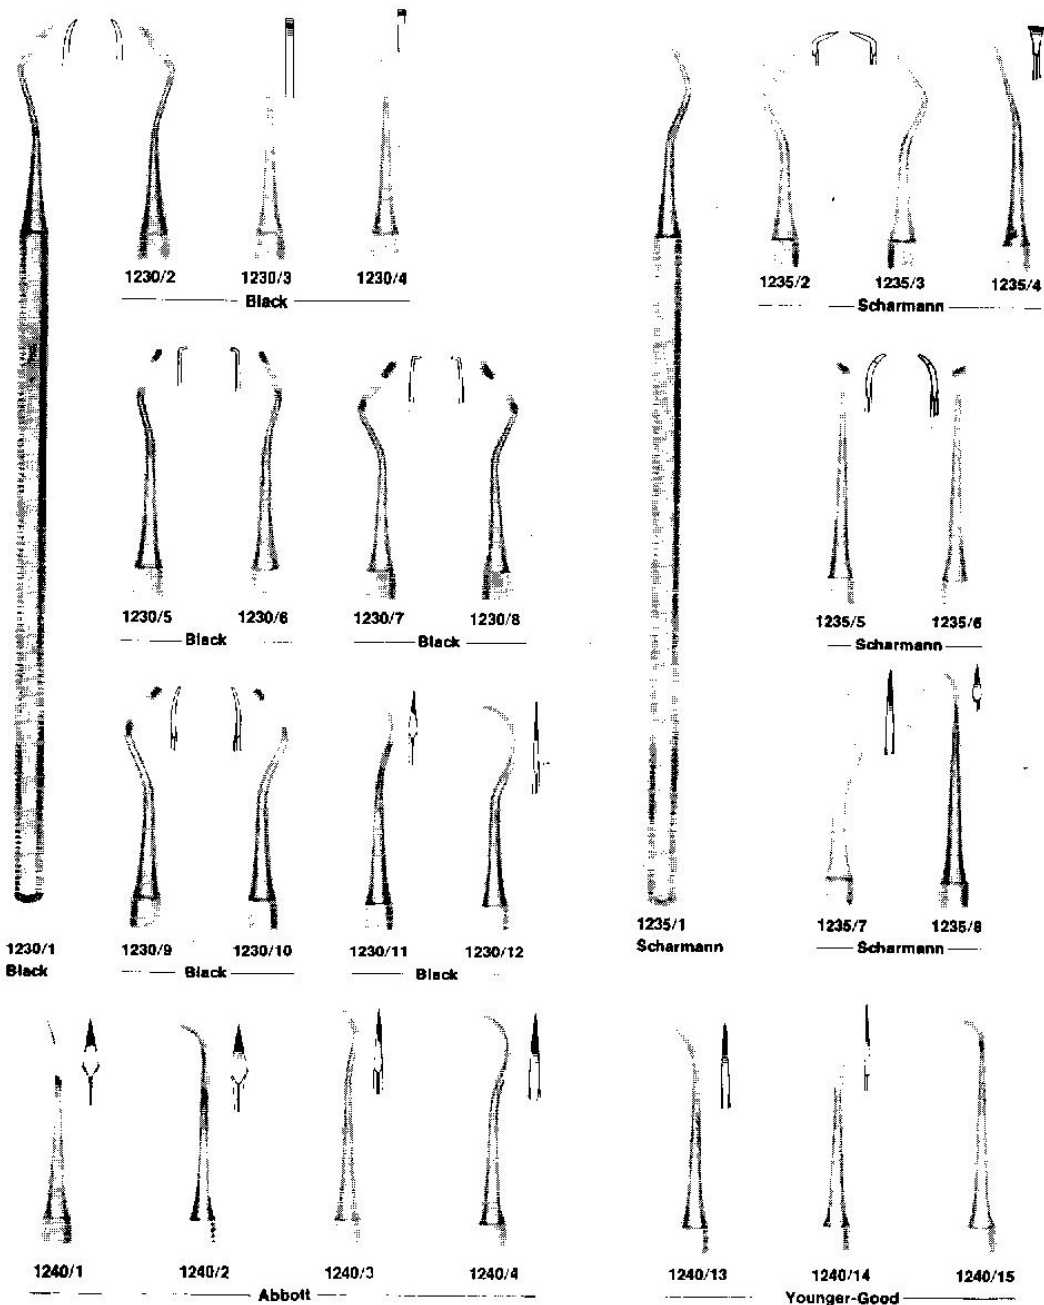 1230/2 1230/3 1230/4
Black
1235/2 1235/3 1235/4
Scharmann
1230/5 1230/6 1230/7 1230/8
Black Black
1235/5 1235/6
Scharmann
1230/1 1230/9 1230/10 1230/11 1230/12
Black Black Black
1235/1 1235/7 1235/8
Scharmann Scharmann
1240/1 1240/2 1240/3 1240/4
Abbott
1240/13 1240/14 1240/15
Younger-Good